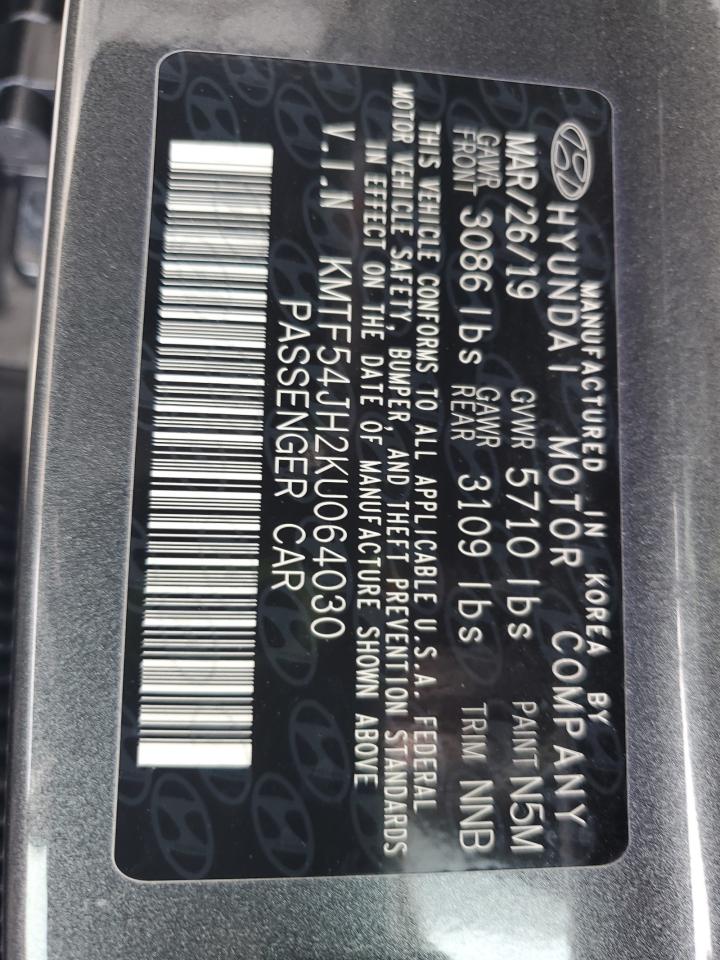 MANUFACTURED IN KOREA BY
HYUNDAI MOTOR COMPANY
MAR/26/19 GVWR 5710 lbs PAINT N5M
GAWR FRONT 3086 lbs GAWR REAR 3109 lbs TRIM NNB
THIS VEHICLE CONFORMS TO ALL APPLICABLE U.S.A. FEDERAL
MOTOR VEHICLE SAFETY, BUMPER, AND THEFT PREVENTION STANDARDS
IN EFFECT ON THE DATE OF MANUFACTURE SHOWN ABOVE
V.I.N KMTF54JH2KU064030
PASSENGER CAR